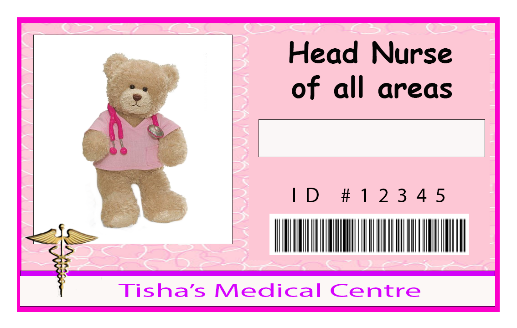 Head Nurse
of all areas
ID #12345
Tisha's Medical Centre